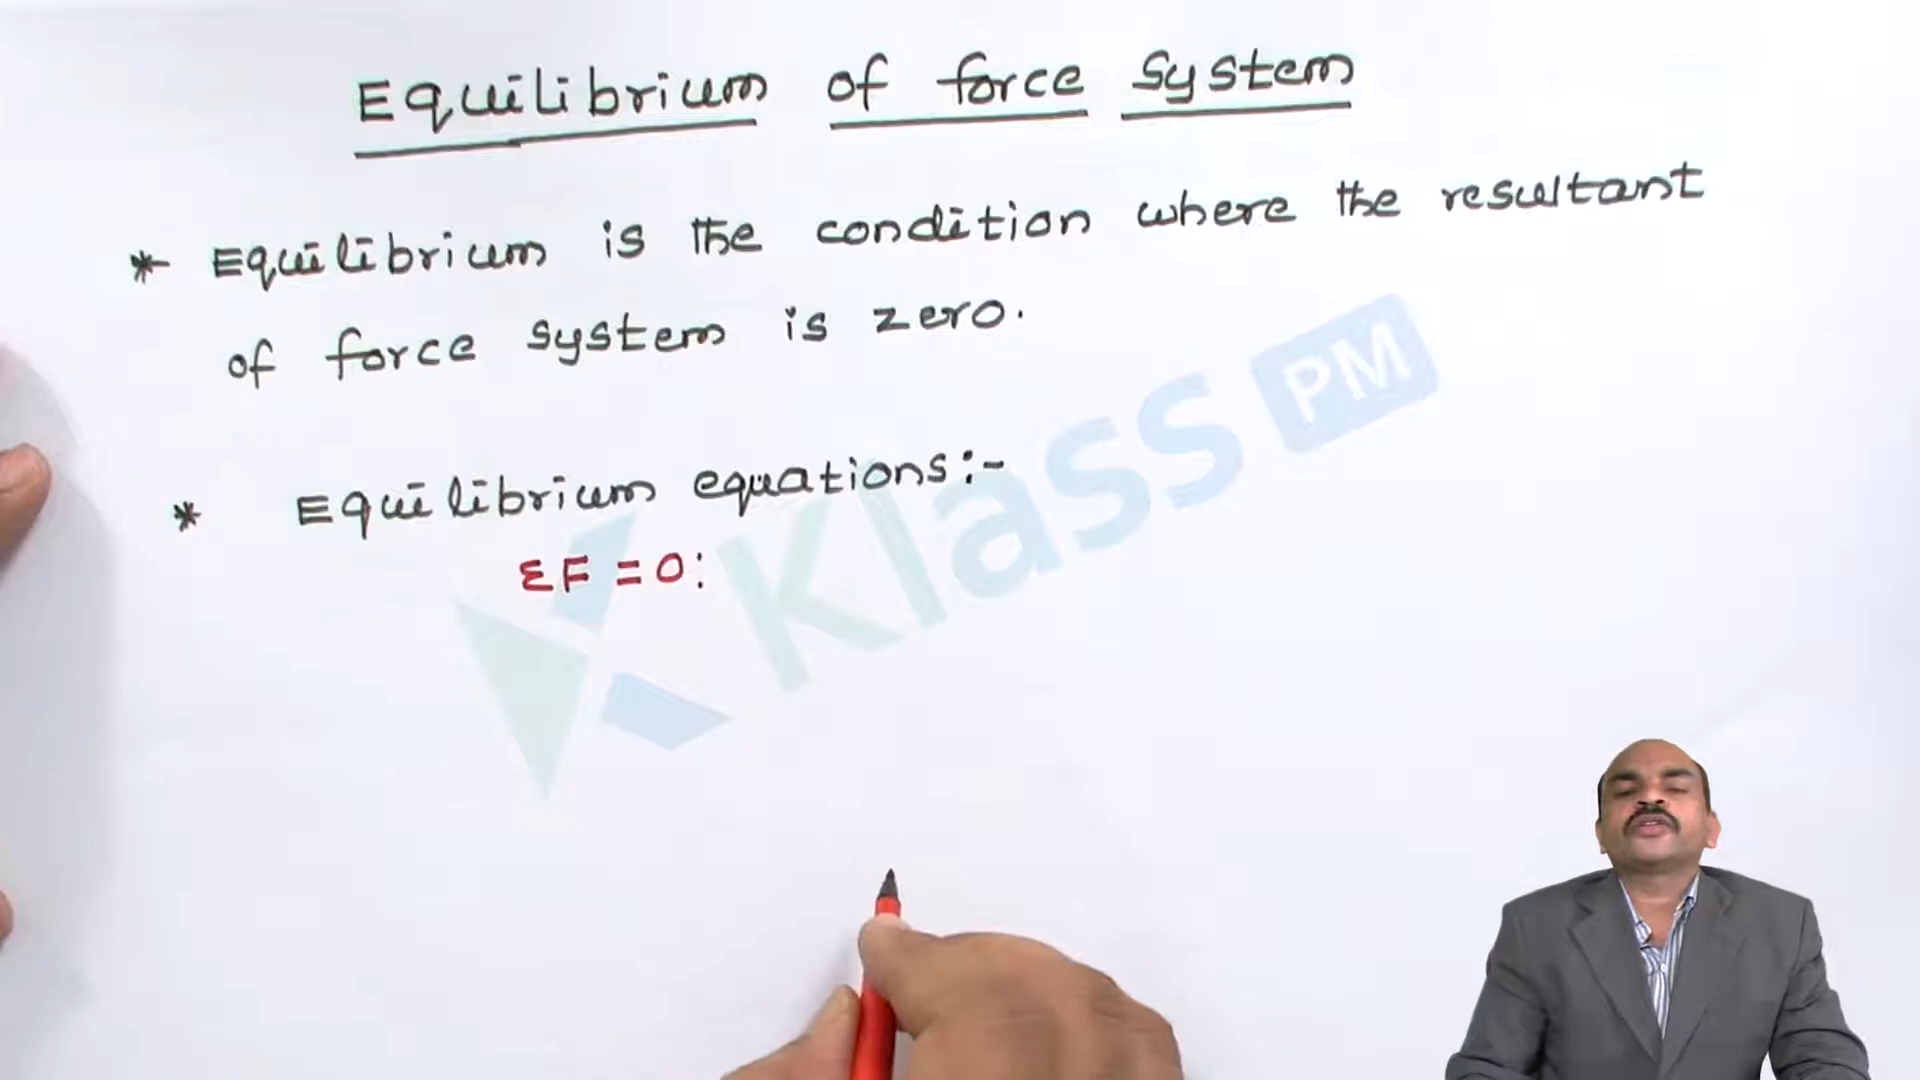 Equilibrium of force system
* Equilibrium is the condition where the resultant
of force system is zero.
* Equilibrium equations:-
ΣF = 0:
Klass PM